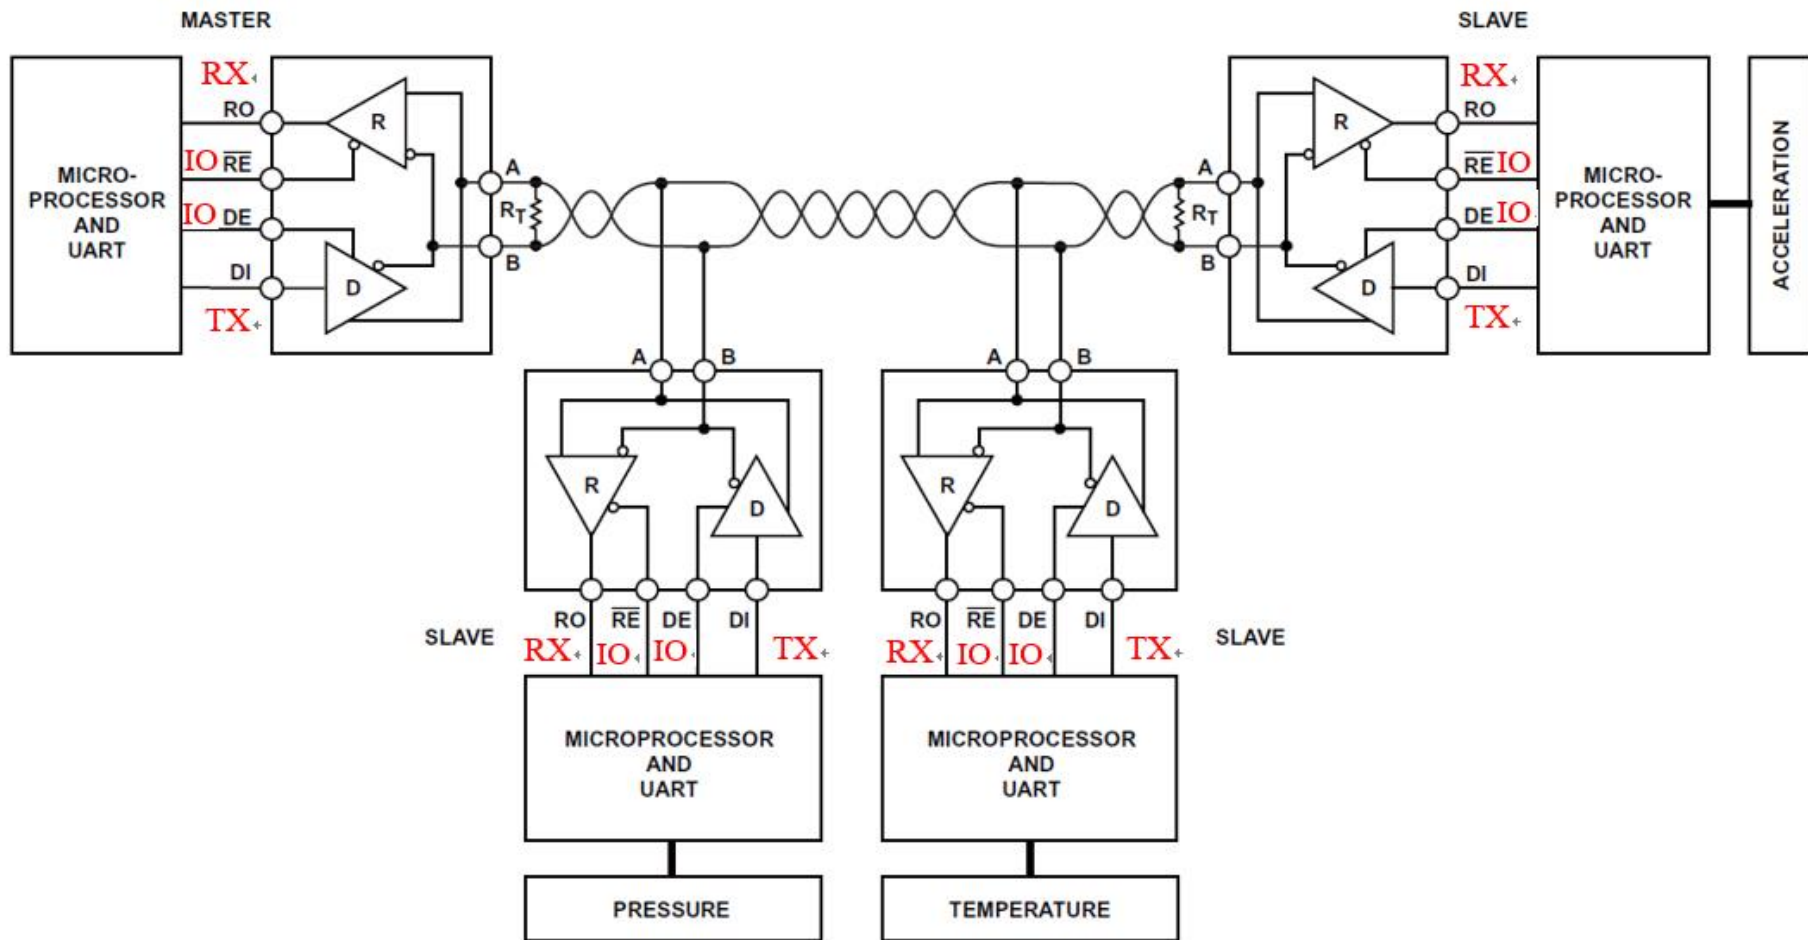 MASTER
SLAVE
RX
RO
IO RE
IO DE
DI
TX
MICRO-
PROCESSOR
AND
UART
R
D
A
RT
B
A
RT
B
R
D
RX
RO
RE IO
DE IO
DI
TX
MICRO-
PROCESSOR
AND
UART
ACCELERATION
A B
R
D
RO RE DE DI
SLAVE
RX IO IO TX
MICROPROCESSOR
AND
UART
PRESSURE
A B
R
D
RO RE DE DI
SLAVE
RX IO IO TX
MICROPROCESSOR
AND
UART
TEMPERATURE